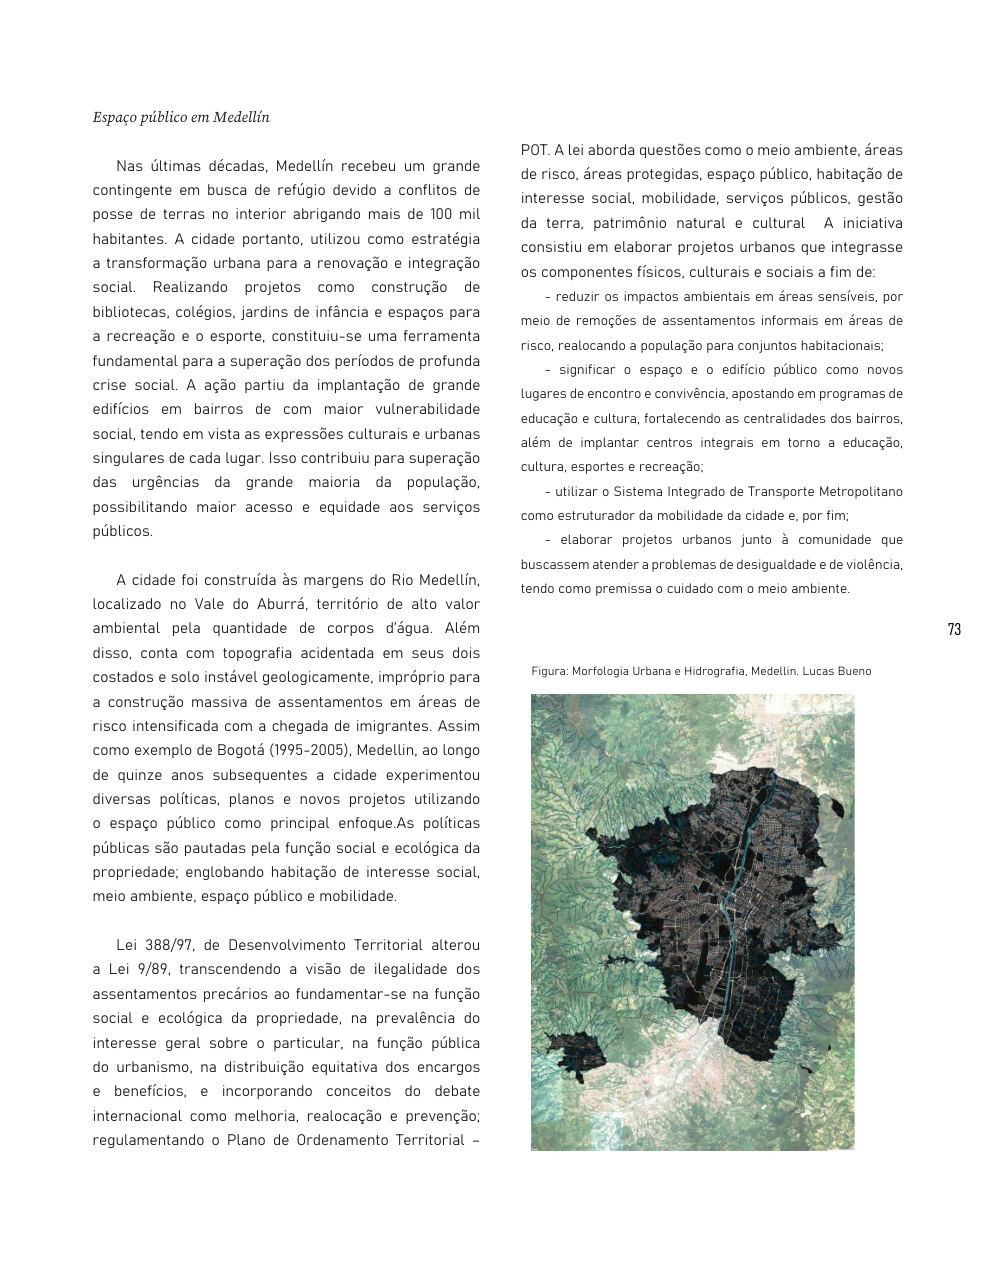 Espaço público em Medellín
Nas últimas décadas, Medellín recebeu um grande
contingente em busca de refúgio devido a conflitos de
posse de terras no interior abrigando mais de 100 mil
habitantes. A cidade portanto, utilizou como estratégia
a transformação urbana para a renovação e integração
social. Realizando projetos como construção de
bibliotecas, colégios, jardins de infância e espaços para
a recreação e o esporte, constituiu-se uma ferramenta
fundamental para a superação dos períodos de profunda
crise social. A ação partiu da implantação de grande
edifícios em bairros de com maior vulnerabilidade
social, tendo em vista as expressões culturais e urbanas
singulares de cada lugar. Isso contribuiu para superação
das urgências da grande maioria da população,
possibilitando maior acesso e equidade aos serviços
públicos.
A cidade foi construída às margens do Rio Medellín,
localizado no Vale do Aburrá, território de alto valor
ambiental pela quantidade de corpos d'água. Além
disso, conta com topografia acidentada em seus dois
costados e solo instável geologicamente, impróprio para
a construção massiva de assentamentos em áreas de
risco intensificada com a chegada de imigrantes. Assim
como exemplo de Bogotá (1995-2005), Medellin, ao longo
de quinze anos subsequentes a cidade experimentou
diversas políticas, planos e novos projetos utilizando
o espaço público como principal enfoque.As políticas
públicas são pautadas pela função social e ecológica da
propriedade; englobando habitação de interesse social,
meio ambiente, espaço público e mobilidade.
Lei 388/97, de Desenvolvimento Territorial alterou
a Lei 9/89, transcendendo a visão de ilegalidade dos
assentamentos precários ao fundamentar-se na função
social e ecológica da propriedade, na prevalência do
interesse geral sobre o particular, na função pública
do urbanismo, na distribuição equitativa dos encargos
e benefícios, e incorporando conceitos do debate
internacional como melhoria, realocação e prevenção;
regulamentando o Plano de Ordenamento Territorial –
POT. A lei aborda questões como o meio ambiente, áreas
de risco, áreas protegidas, espaço público, habitação de
interesse social, mobilidade, serviços públicos, gestão
da terra, patrimônio natural e cultural A iniciativa
consistiu em elaborar projetos urbanos que integrasse
os componentes físicos, culturais e sociais a fim de:
- reduzir os impactos ambientais em áreas sensíveis, por
meio de remoções de assentamentos informais em áreas de
risco, realocando a população para conjuntos habitacionais;
- significar o espaço e o edifício público como novos
lugares de encontro e convivência, apostando em programas de
educação e cultura, fortalecendo as centralidades dos bairros,
além de implantar centros integrais em torno a educação,
cultura, esportes e recreação;
- utilizar o Sistema Integrado de Transporte Metropolitano
como estruturador da mobilidade da cidade e, por fim;
- elaborar projetos urbanos junto à comunidade que
buscassem atender a problemas de desigualdade e de violência,
tendo como premissa o cuidado com o meio ambiente.
73
Figura: Morfologia Urbana e Hidrografia, Medellin. Lucas Bueno